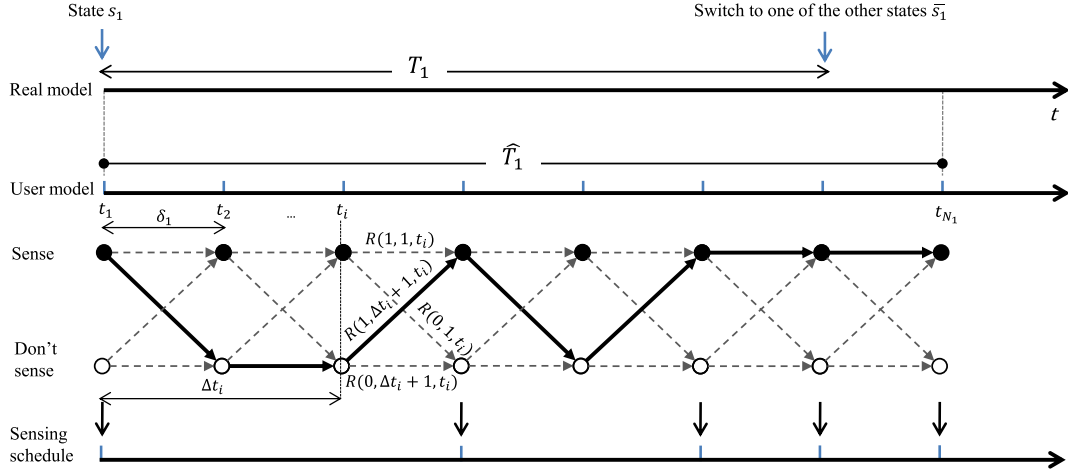 State s₁
Switch to one of the other states s̅₁
T₁
Real model
t
T̂₁
User model
t₁
δ₁
t₂
...
tᵢ
t_{N₁}
Sense
R(1, 1, tᵢ)
R(1, Δtᵢ + 1, tᵢ)
R(0, 1, tᵢ)
Don't
sense
Δtᵢ
R(0, Δtᵢ + 1, tᵢ)
Sensing
schedule